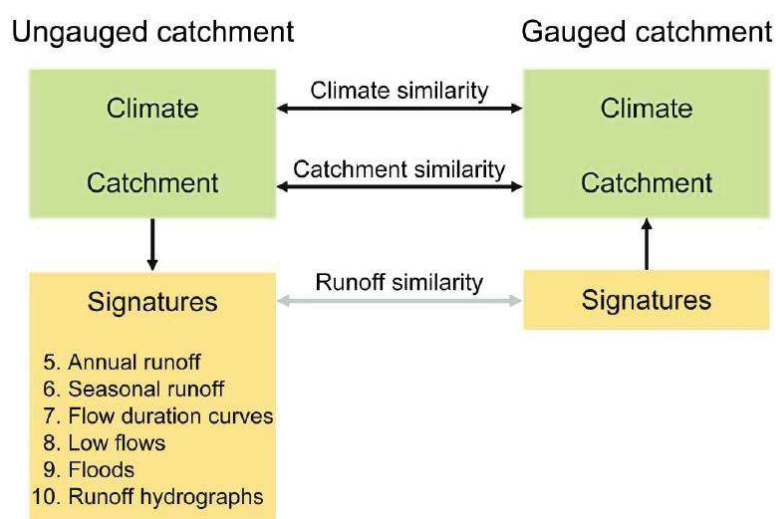 Ungauged catchment
Gauged catchment
Climate
Climate similarity
Climate
Catchment
Catchment similarity
Catchment
Signatures
Runoff similarity
Signatures
5. Annual runoff
6. Seasonal runoff
7. Flow duration curves
8. Low flows
9. Floods
10. Runoff hydrographs